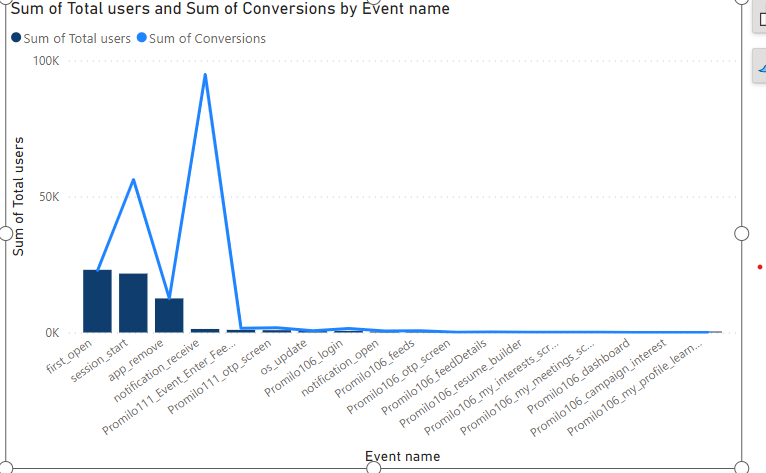 Sum of Total users and Sum of Conversions by Event name
Sum of Total users Sum of Conversions
100K
50K
0K
Sum of Total users
first_open
session_start
app_remove
notification_receive
Promilo111_Event_Enter_Fee...
Promilo111_otp_screen
os_update
Promilo106_login
notification_open
Promilo106_feeds
Promilo106_otp_screen
Promilo106_feedDetails
Promilo106_resume_builder
Promilo106_my_interests_scr...
Promilo106_my_meetings_sc...
Promilo106_dashboard
Promilo106_campaign_interest
Promilo106_my_profile_learn...
Event name